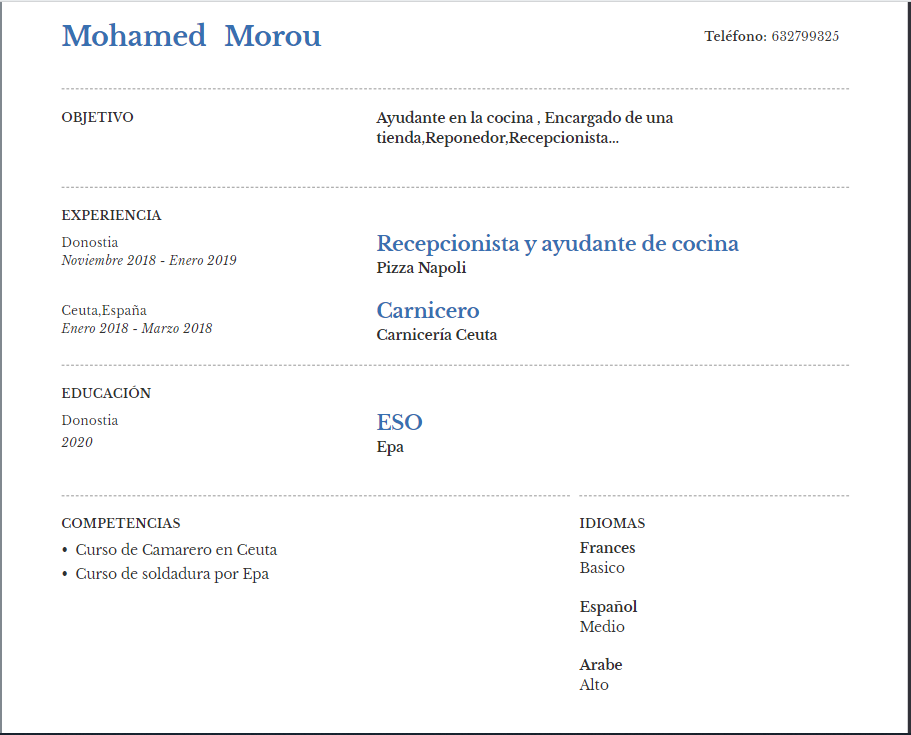 Mohamed Morou
Teléfono: 632799325
OBJETIVO
Ayudante en la cocina , Encargado de una
tienda,Reponedor,Recepcionista...
EXPERIENCIA
Donostia
Noviembre 2018 - Enero 2019
Recepcionista y ayudante de cocina
Pizza Napoli
Ceuta,España
Enero 2018 - Marzo 2018
Carnicero
Carnicería Ceuta
EDUCACIÓN
Donostia
2020
ESO
Epa
COMPETENCIAS
• Curso de Camarero en Ceuta
• Curso de soldadura por Epa
IDIOMAS
Frances
Basico
Español
Medio
Arabe
Alto